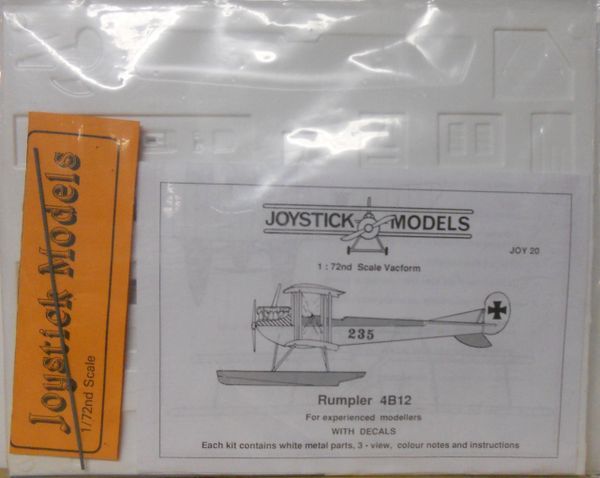 Joystick Models
1/72nd Scale
JOYSTICK MODELS
JOY 20
1 : 72nd Scale Vacform
235
Rumpler 4B12
For experienced modellers
WITH DECALS
Each kit contains white metal parts, 3 - view, colour notes and instructions